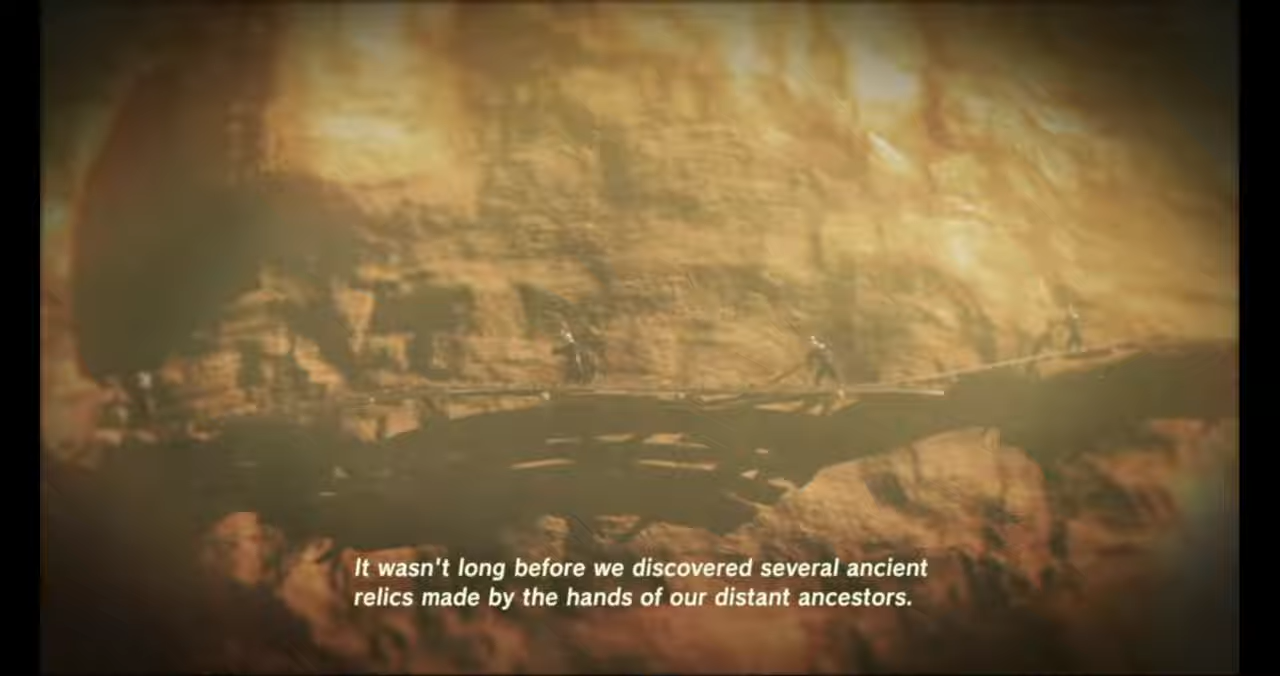 It wasn't long before we discovered several ancient
relics made by the hands of our distant ancestors.